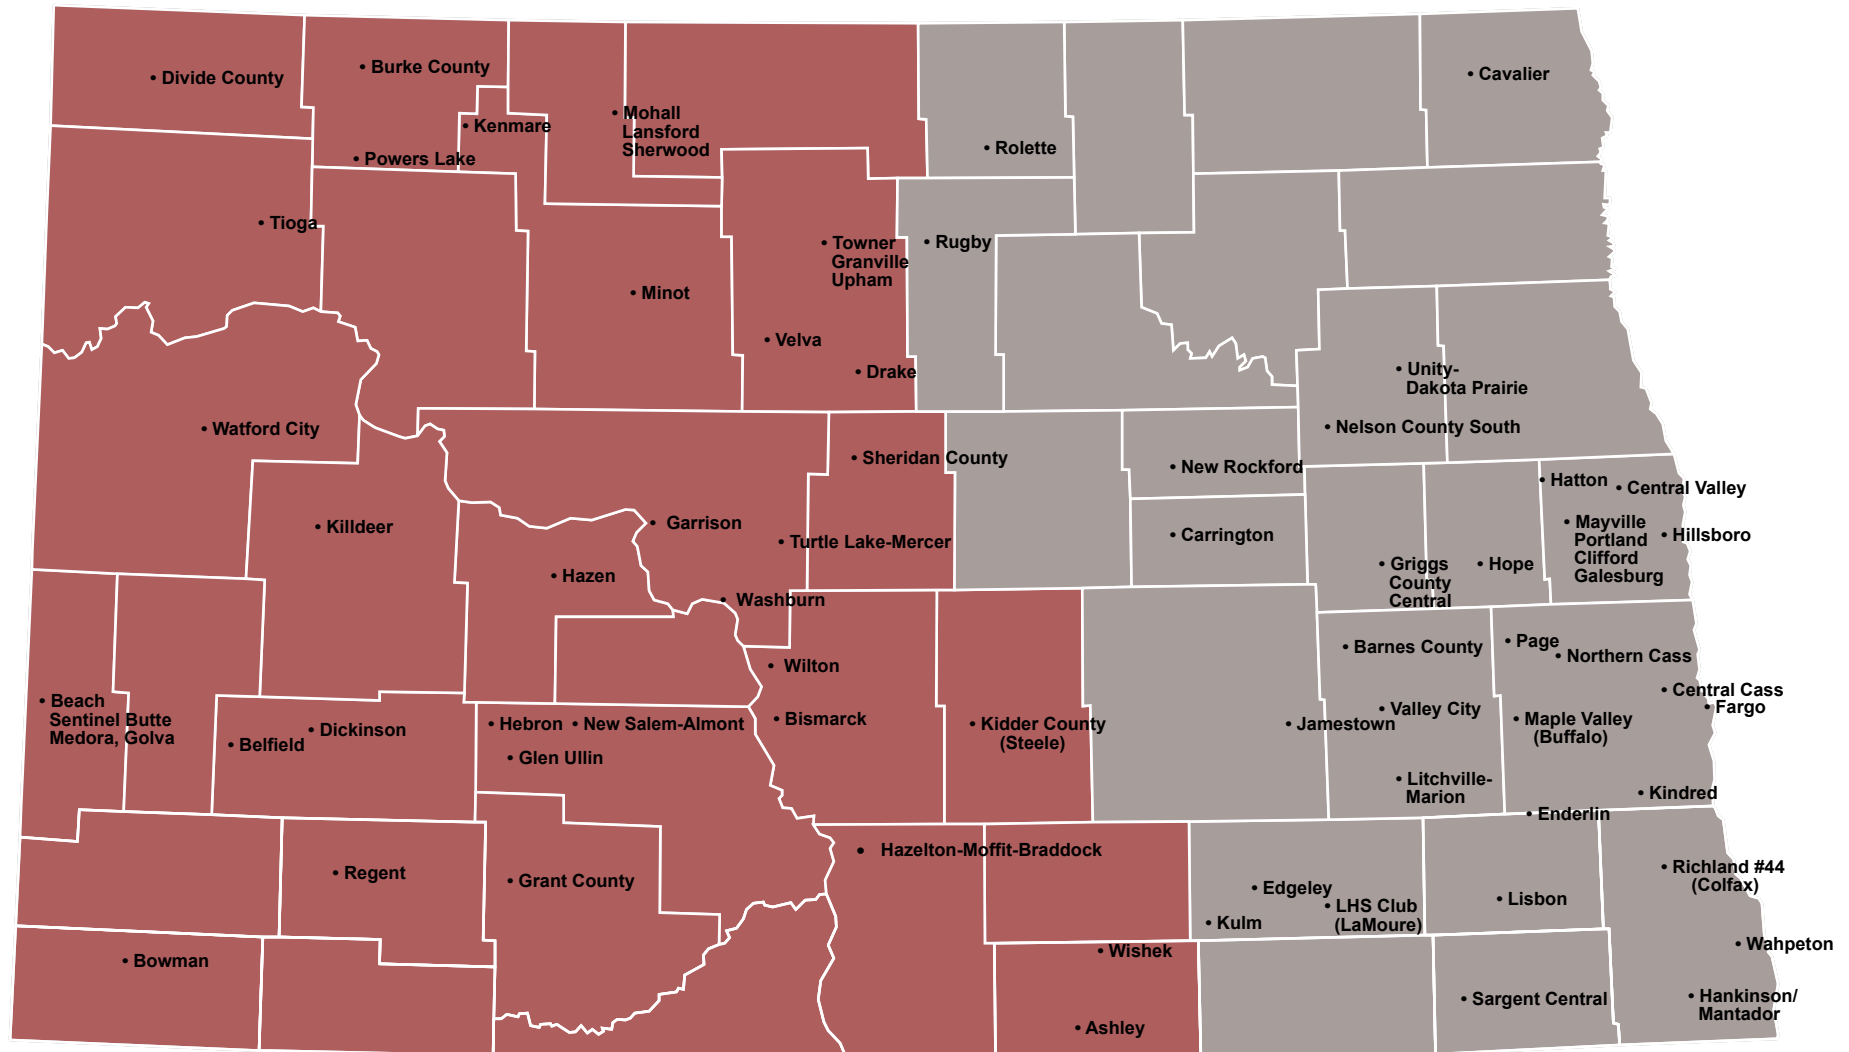 • Divide County
• Burke County
• Cavalier
• Mohall
Lansford
Sherwood
• Kenmare
• Rolette
• Powers Lake
• Tioga
• Towner
Granville
Upham
• Rugby
• Minot
• Velva
• Drake
• Unity-
Dakota Prairie
• Watford City
• Nelson County South
• Sheridan County
• New Rockford
• Hatton
• Central Valley
• Killdeer
• Garrison
• Turtle Lake-Mercer
• Carrington
• Mayville
Portland
Clifford
Galesburg
• Hillsboro
• Hazen
• Griggs
County
Central
• Hope
• Washburn
• Wilton
• Barnes County
• Page
• Northern Cass
• Beach
Sentinel Butte
Medora, Golva
• Belfield
• Dickinson
• Hebron
• New Salem-Almont
• Glen Ullin
• Bismarck
• Kidder County
(Steele)
• Jamestown
• Valley City
• Maple Valley
(Buffalo)
• Central Cass
• Fargo
• Litchville-
Marion
• Kindred
• Enderlin
• Hazelton-Moffit-Braddock
• Regent
• Grant County
• Edgeley
• LHS Club
(LaMoure)
• Kulm
• Lisbon
• Richland #44
(Colfax)
• Bowman
• Wishek
• Wahpeton
• Ashley
• Sargent Central
• Hankinson/
Mantador